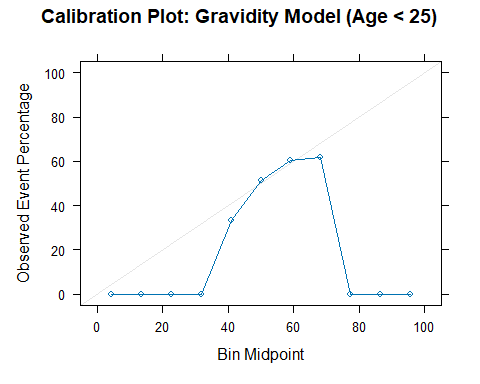 Calibration Plot: Gravidity Model (Age < 25)
Observed Event Percentage
100
80
60
40
20
0
0 20 40 60 80 100
Bin Midpoint